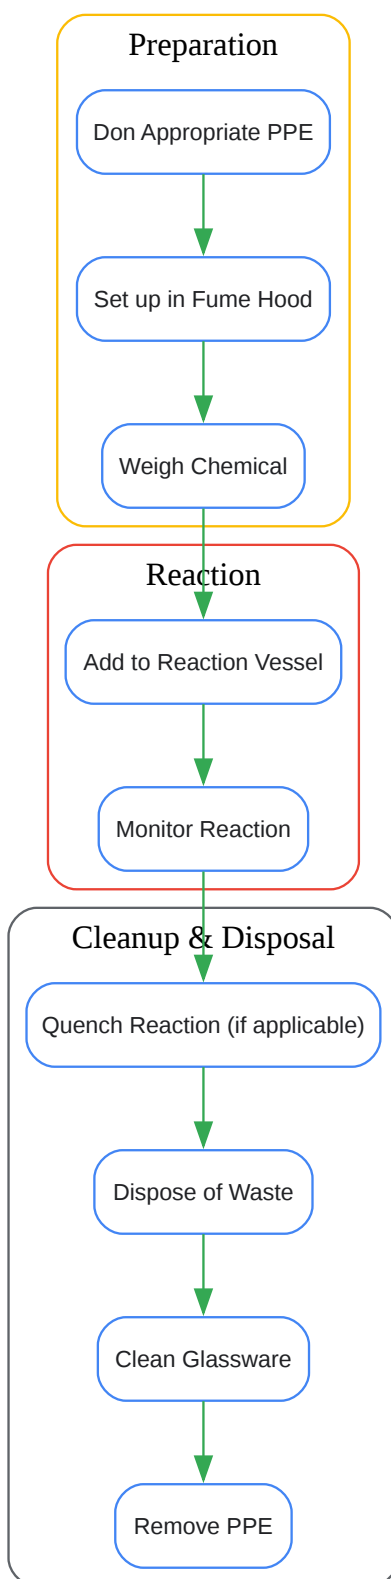 Preparation
Don Appropriate PPE
Set up in Fume Hood
Weigh Chemical
Reaction
Add to Reaction Vessel
Monitor Reaction
Cleanup & Disposal
Quench Reaction (if applicable)
Dispose of Waste
Clean Glassware
Remove PPE